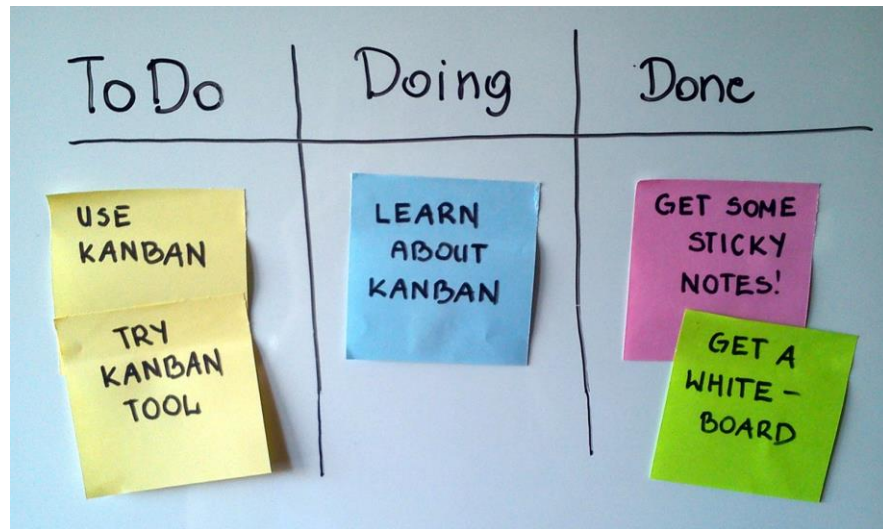 To Do
Doing
Done
USE
KANBAN
TRY
KANBAN
TOOL
LEARN
ABOUT
KANBAN
GET SOME
STICKY
NOTES!
GET A
WHITE-
BOARD